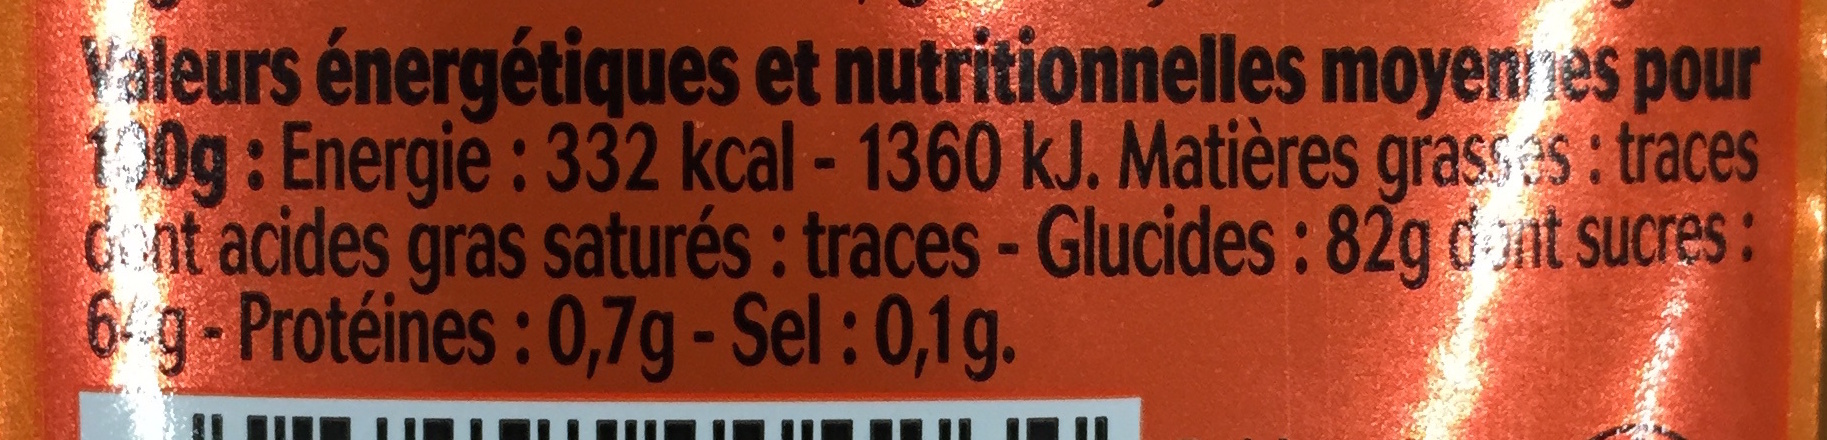 Valeurs énergétiques et nutritionnelles moyennes pour
100g : Energie : 332 kcal - 1360 kJ. Matières grasses : traces
dont acides gras saturés : traces - Glucides : 82g dont sucres :
64g - Protéines : 0,7g - Sel : 0,1g.